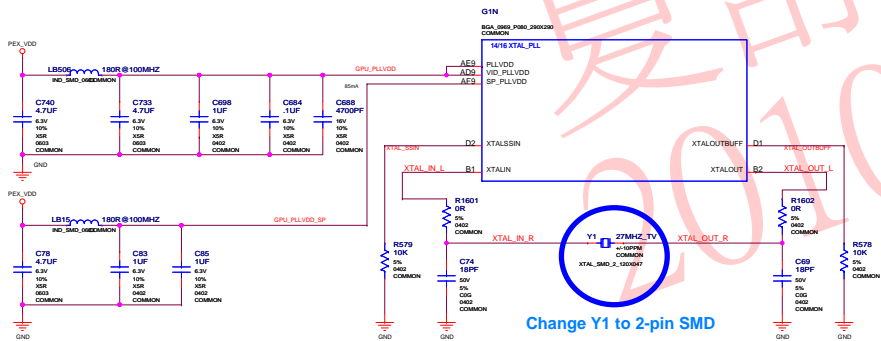 G1N
BGA_0969_P080_290X290
COMMON
14/16 XTAL_PLL
PEX_VDD
LB506
180R@100MHZ
COMMON
GPU_PLLVDD
AE9
PLLVDD
AD9
VID_PLLVDD
AF9
SP_PLLVDD
85mA
C740
4.7UF
6.3V
10%
X5R
0603
COMMON
C733
4.7UF
6.3V
10%
X5R
0603
COMMON
C698
1UF
6.3V
10%
X5R
0402
COMMON
C684
.1UF
6.3V
10%
X5R
0402
COMMON
C688
4700PF
16V
10%
X5R
0402
COMMON
GND
XTAL_SSIN
D2
XTALSSIN
XTAL_IN_L
B1
XTALIN
XTALOUTBUFF
D1
XTAL_OUTBUFF
XTALOUT
B2
XTAL_OUT_L
PEX_VDD
LB15
180R@100MHZ
COMMON
GPU_PLLVDD_SP
C78
4.7UF
6.3V
10%
X5R
0603
COMMON
C83
1UF
6.3V
10%
X5R
0402
COMMON
C85
1UF
6.3V
10%
X5R
0402
COMMON
GND
GND
R1601
0R
5%
0402
COMMON
R1602
0R
5%
0402
COMMON
XTAL_IN_R
Y1
27MHZ_TV
+/-10PPM
COMMON
XTAL_SMD_2_120X047
XTAL_OUT_R
R579
10K
5%
0402
COMMON
C74
18PF
50V
5%
C0G
0402
COMMON
C69
18PF
50V
5%
C0G
0402
COMMON
R578
10K
5%
0402
COMMON
GND
GND
GND
GND
Change Y1 to 2-pin SMD
2010